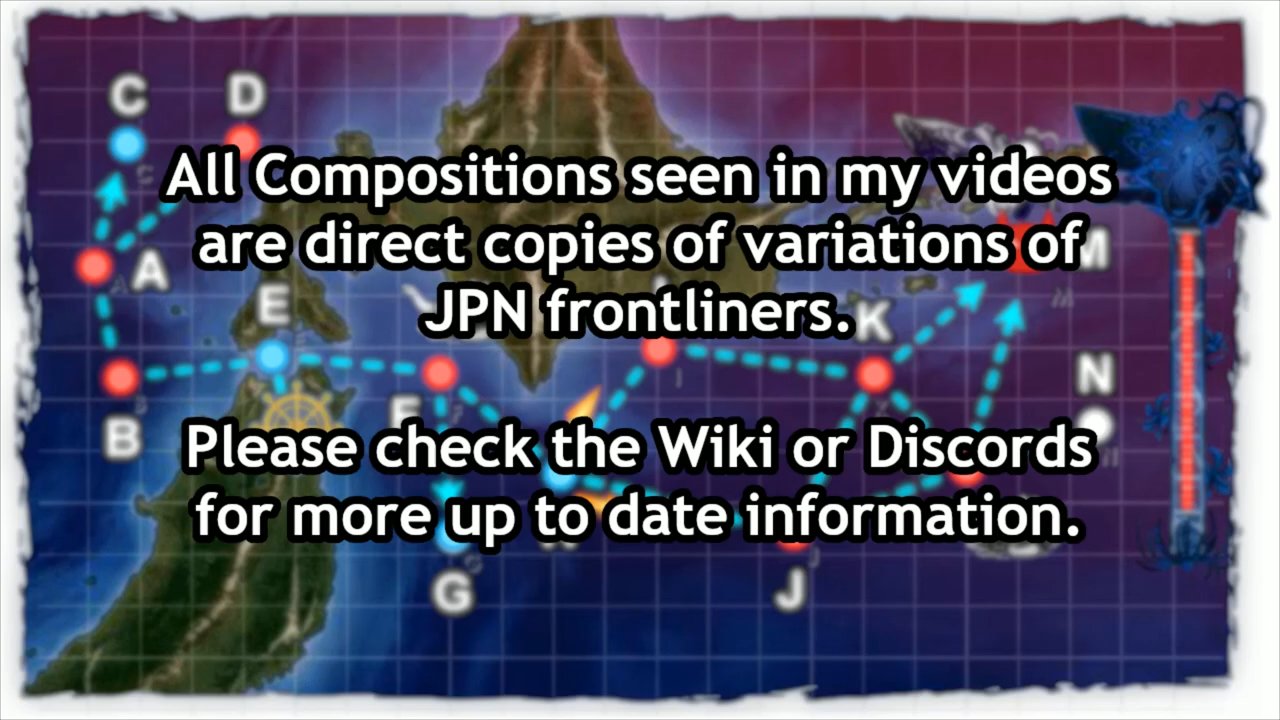 C D
All Compositions seen in my videos
are direct copies of variations of
M
A
E
JPN frontliners.
K
N
B
F
Please check the Wiki or Discords
for more up to date information.
G
J